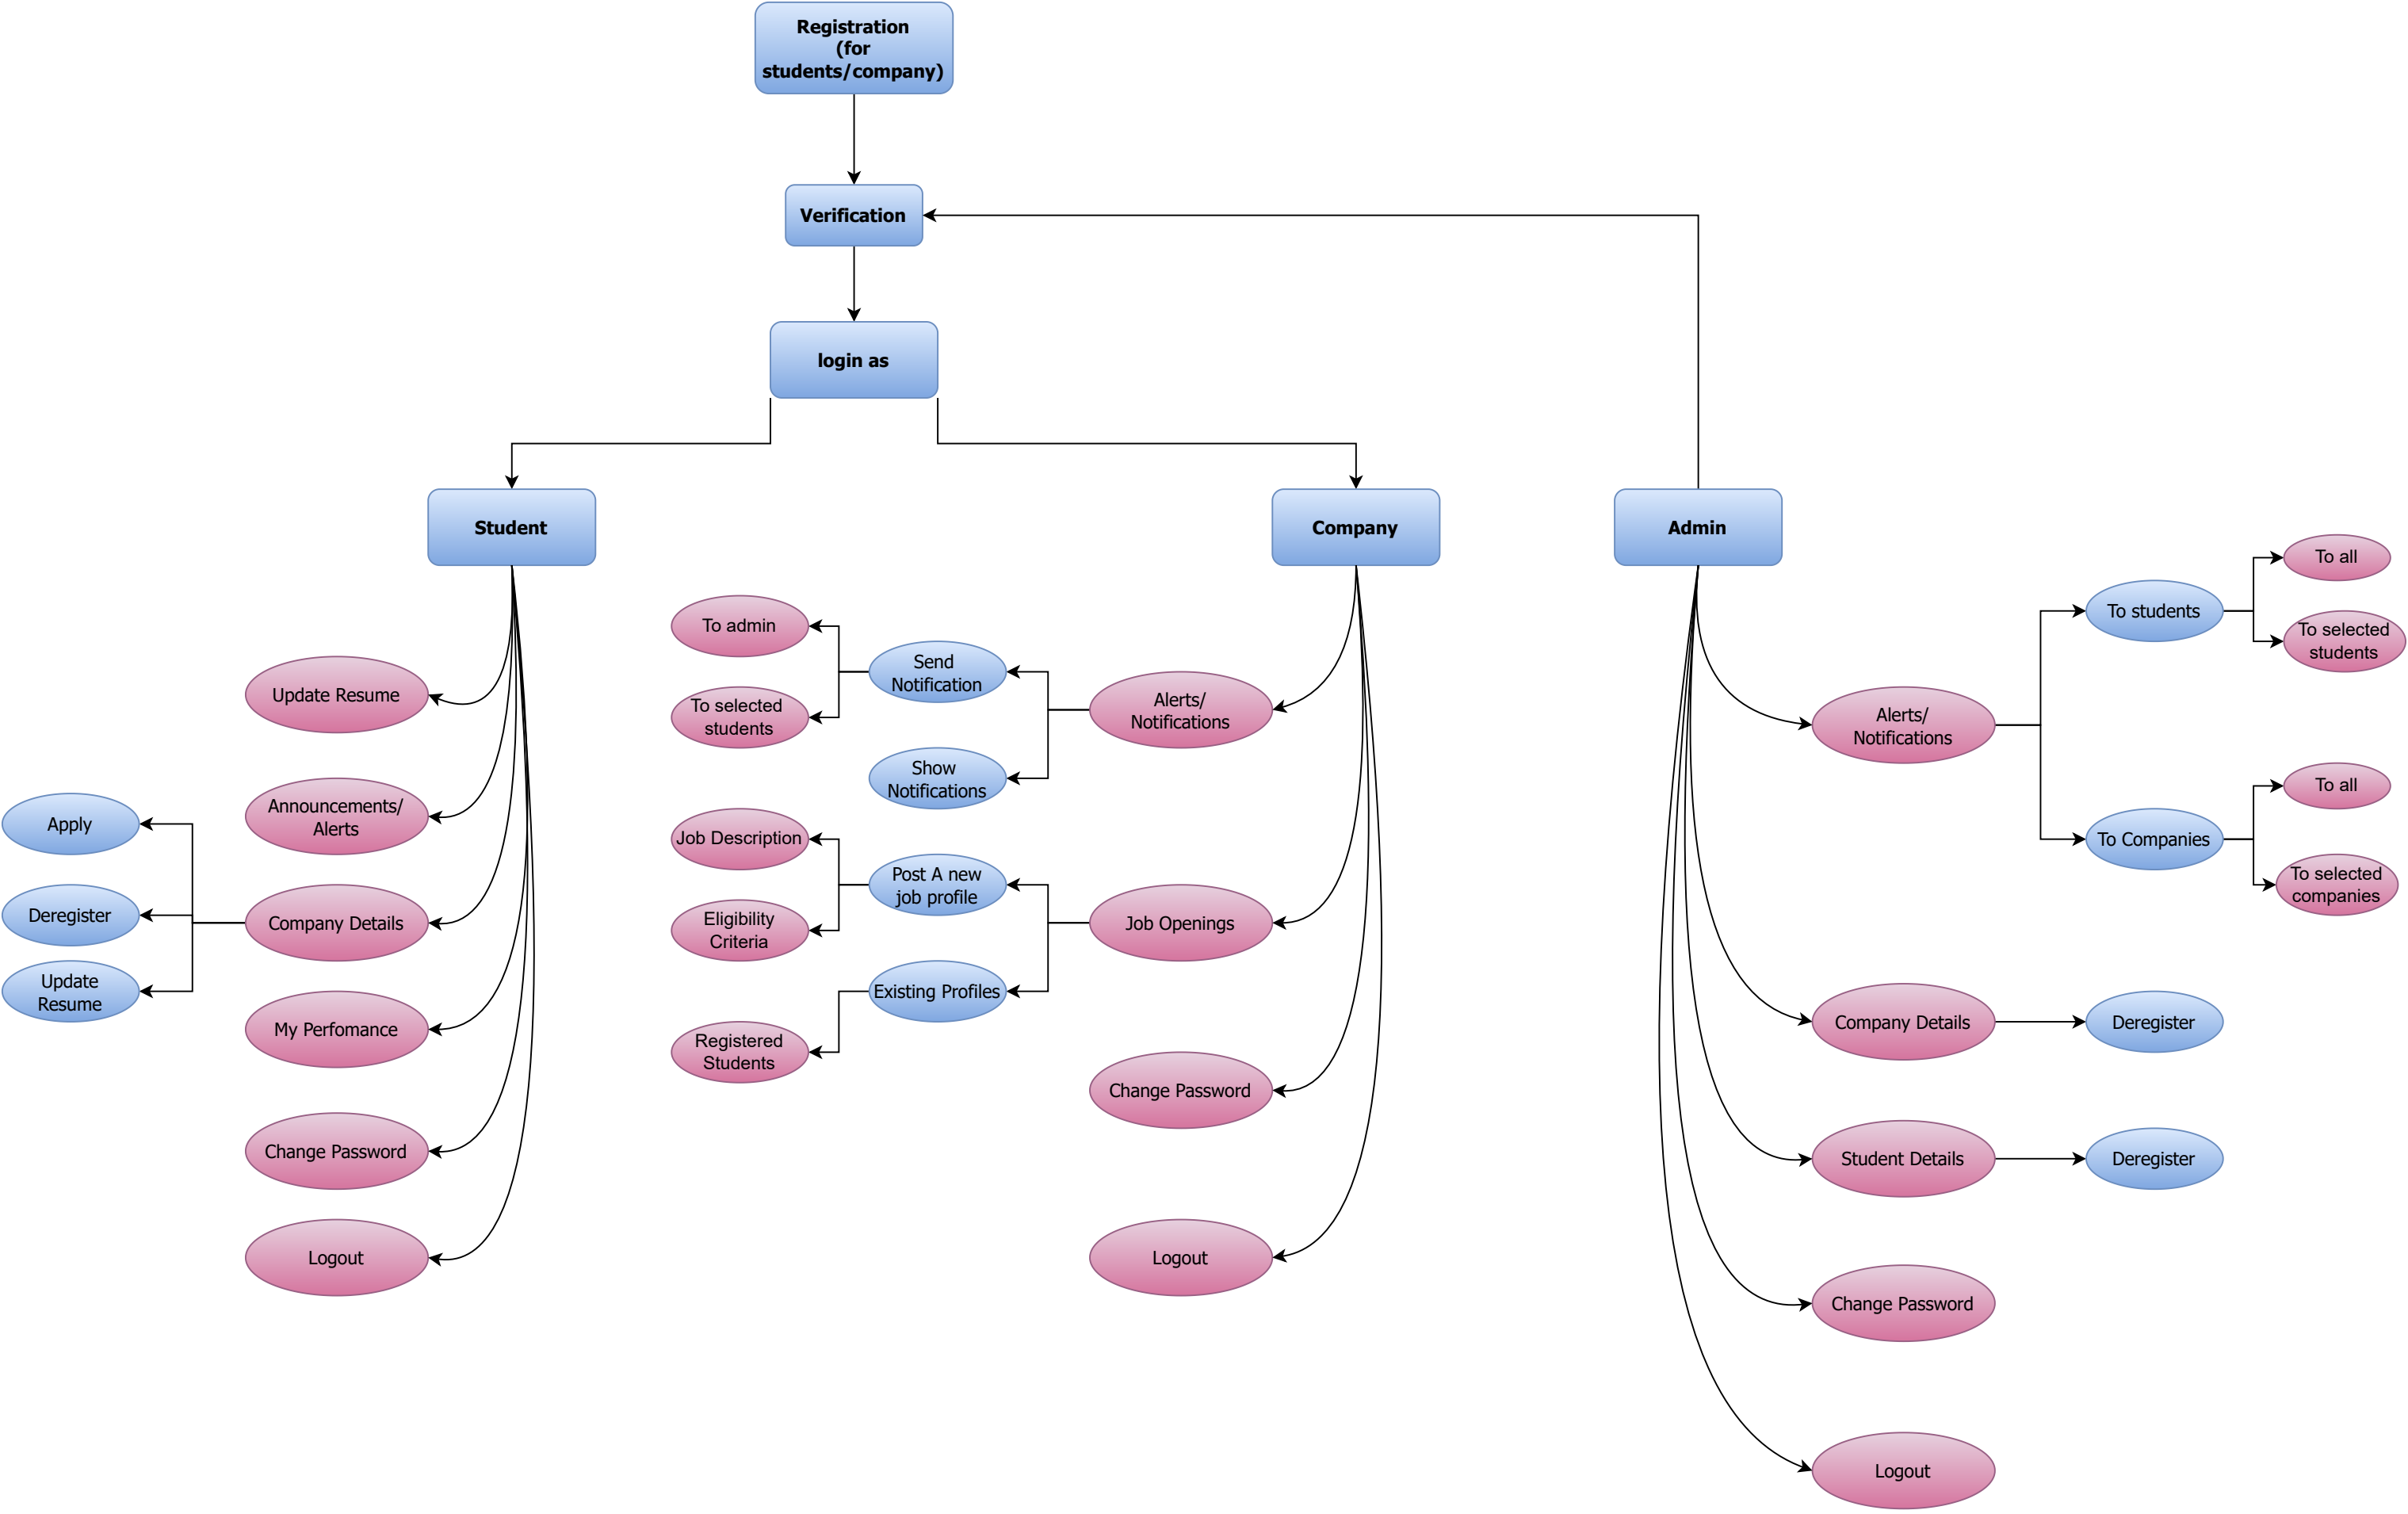 Registration
(for
students/company)
Verification
login as
Student
Company
Admin
Update Resume
Announcements/
Alerts
Company Details
Apply
Deregister
Update
Resume
My Perfomance
Change Password
Logout
Alerts/
Notifications
Send
Notification
To admin
To selected
students
Show
Notifications
Job Openings
Post A new
job profile
Job Description
Eligibility
Criteria
Existing Profiles
Registered
Students
Change Password
Logout
Alerts/
Notifications
To students
To all
To selected
students
To Companies
To all
To selected
companies
Company Details
Deregister
Student Details
Deregister
Change Password
Logout